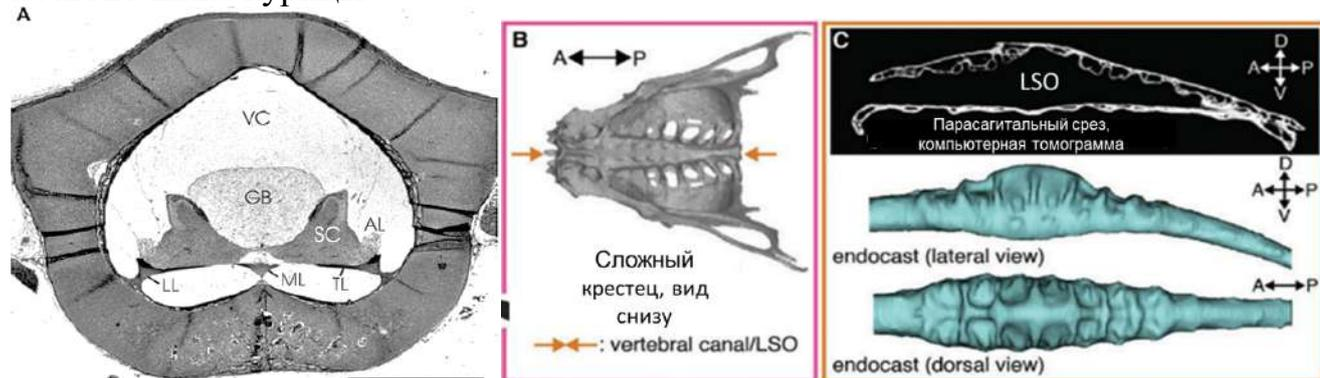 A
VC
GB
SC
AL
LL
ML
TL
B
A
P
Сложный
крестец, вид
снизу
: vertebral canal/LSO
C
D
A
P
V
LSO
Парасагитальный срез,
компьютерная томограмма
D
A
P
V
endocast (lateral view)
A
P
endocast (dorsal view)